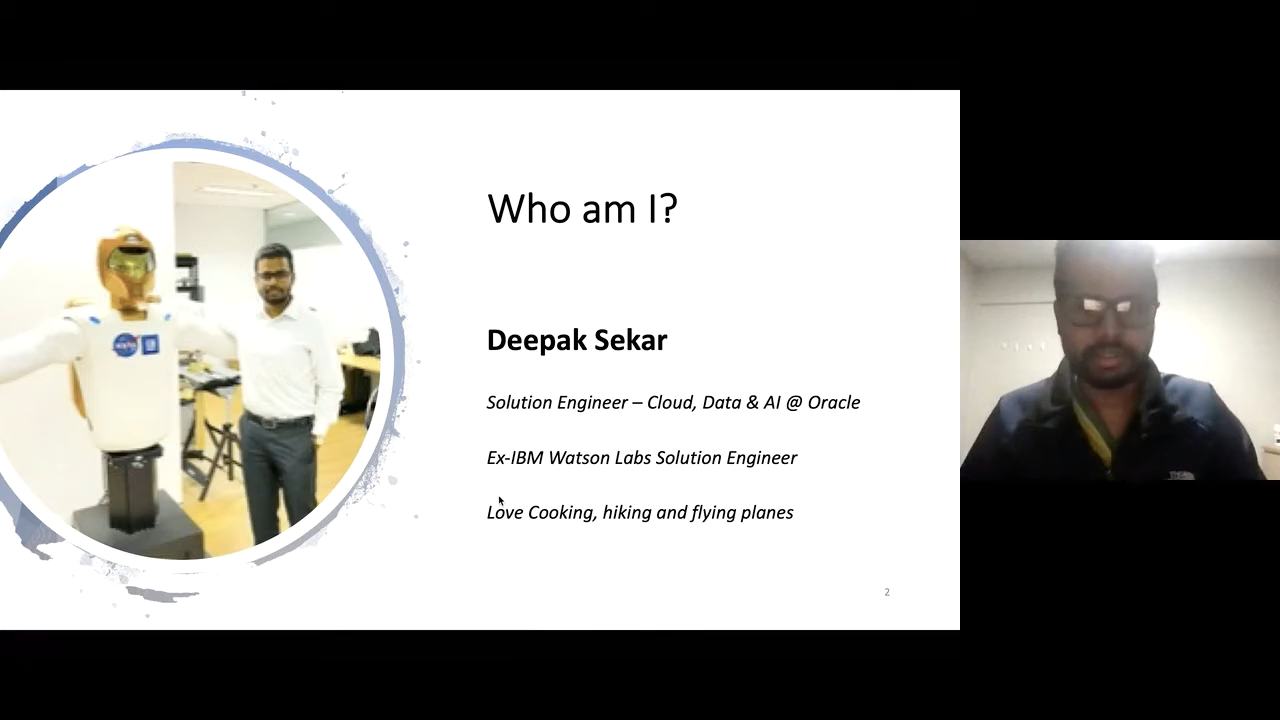 Who am I?
Deepak Sekar
Solution Engineer – Cloud, Data & AI @ Oracle
Ex-IBM Watson Labs Solution Engineer
Love Cooking, hiking and flying planes
2
NASA